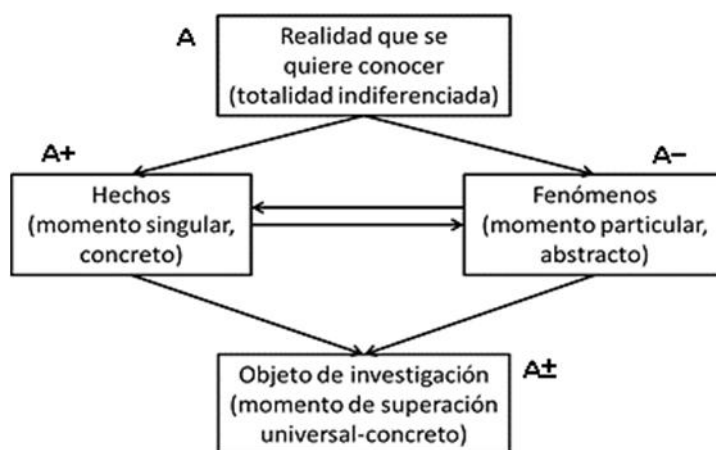 A
Realidad que se
quiere conocer
(totalidad indiferenciada)
A+
Hechos
(momento singular,
concreto)
A−
Fenómenos
(momento particular,
abstracto)
Objeto de investigación
(momento de superación
universal-concreto)
A±